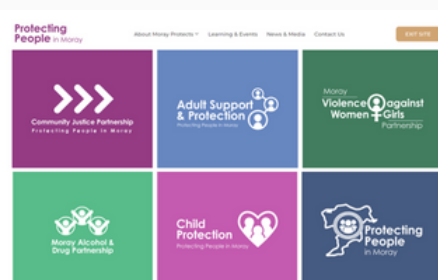 Protecting
People in Moray
About Moray Protects
Learning & Events
News & Media
Contact Us
EXIT SITE
Community Justice Partnership
Protecting People in Moray
Adult Support
& Protection
Protecting People in Moray
Moray
Violence against
Women Girls
Partnership
Moray Alcohol &
Drug Partnership
Child
Protection
Protecting People in Moray
Protecting
People
in Moray